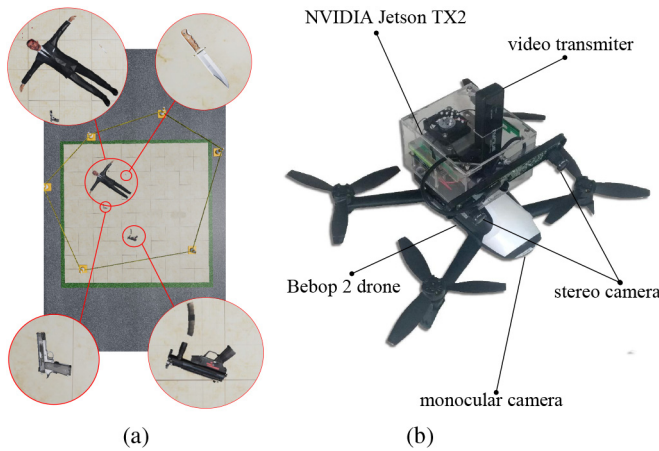 NVIDIA Jetson TX2
video transmiter
Bebop 2 drone
stereo camera
monocular camera
(a)
(b)